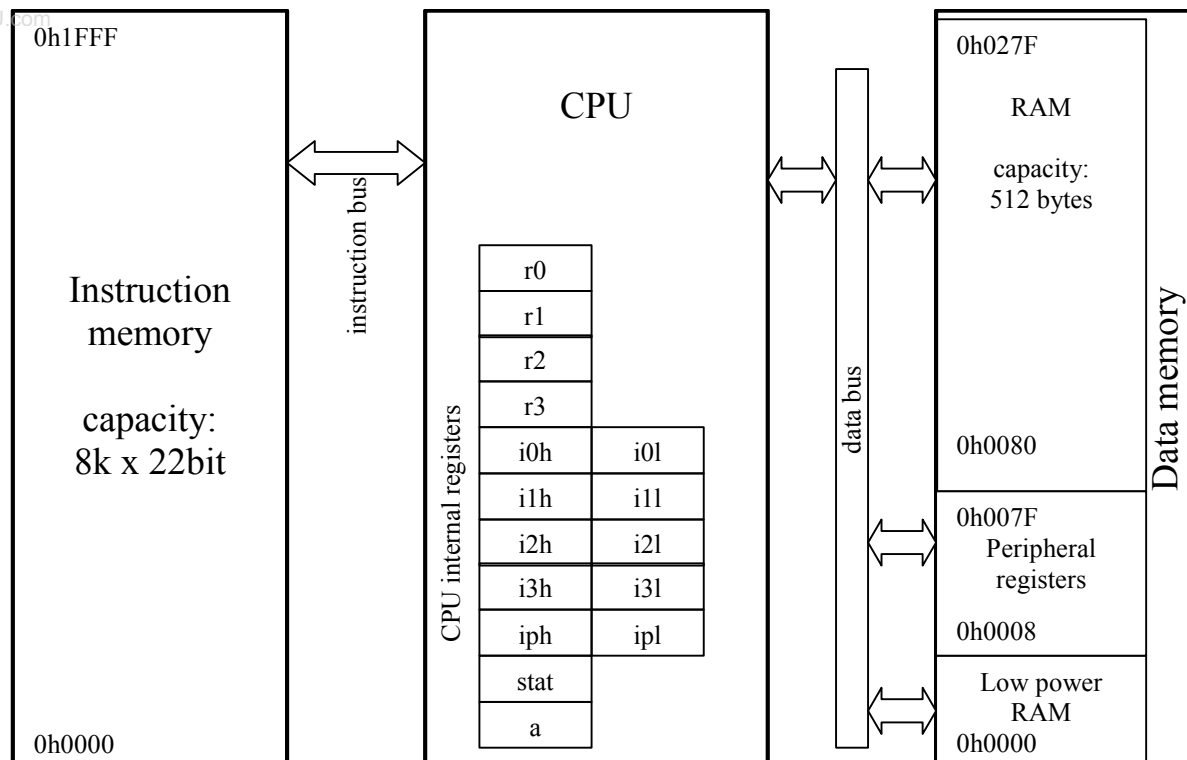 0h1FFF
Instruction
memory
capacity:
8k x 22bit
0h0000
instruction bus
CPU
CPU internal registers
r0
r1
r2
r3
i0h i0l
i1h i1l
i2h i2l
i3h i3l
iph ipl
stat
a
data bus
0h027F
RAM
capacity:
512 bytes
0h0080
0h007F
Peripheral
registers
0h0008
Low power
RAM
0h0000
Data memory